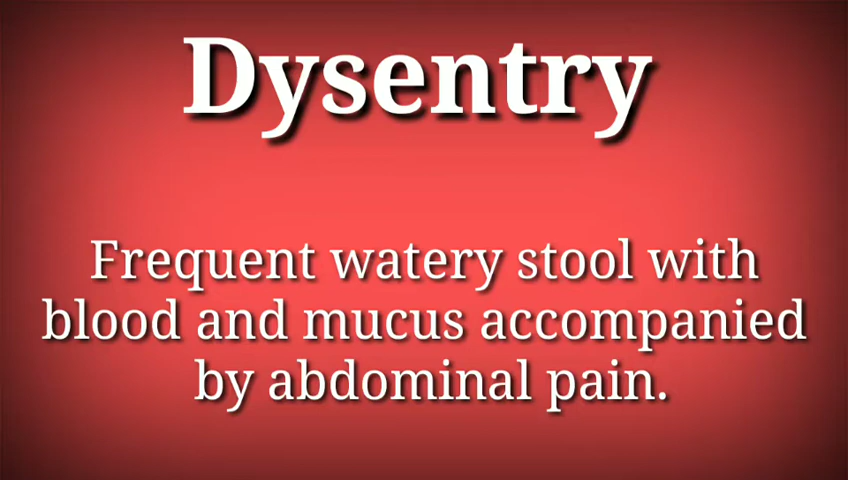 Dysentry
Frequent watery stool with
blood and mucus accompanied
by abdominal pain.